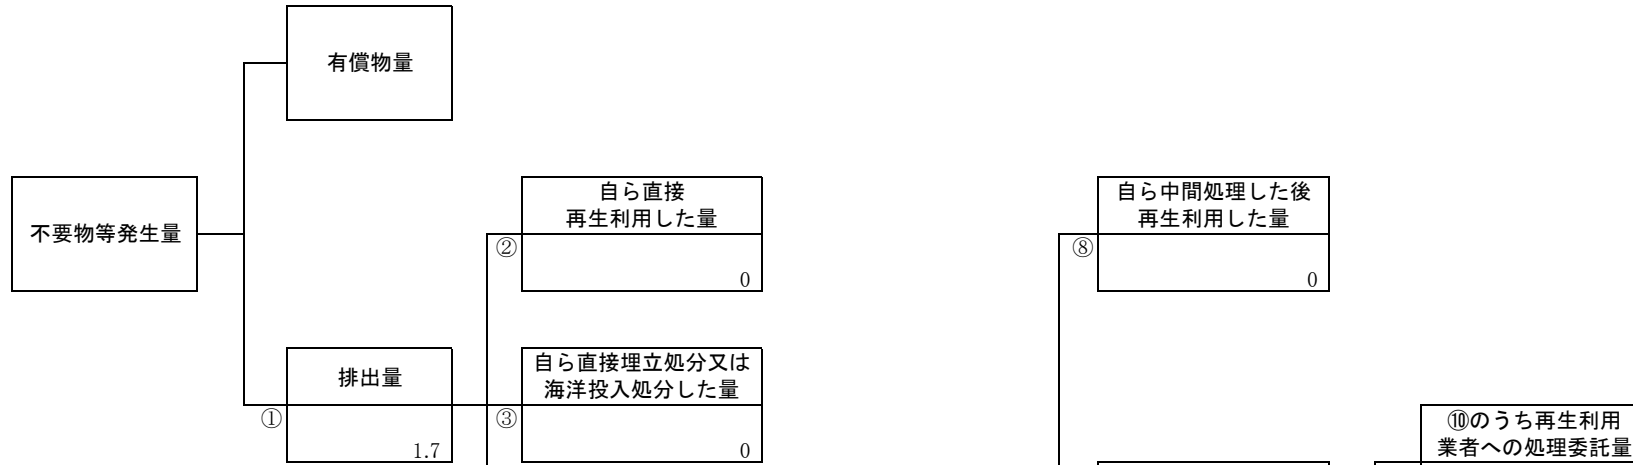 有償物量
不要物等発生量
自ら直接
再生利用した量
②
0
自ら中間処理した後
再生利用した量
⑧
0
排出量
①
1.7
自ら直接埋立処分又は
海洋投入処分した量
③
0
⑩のうち再生利用
業者への処理委託量